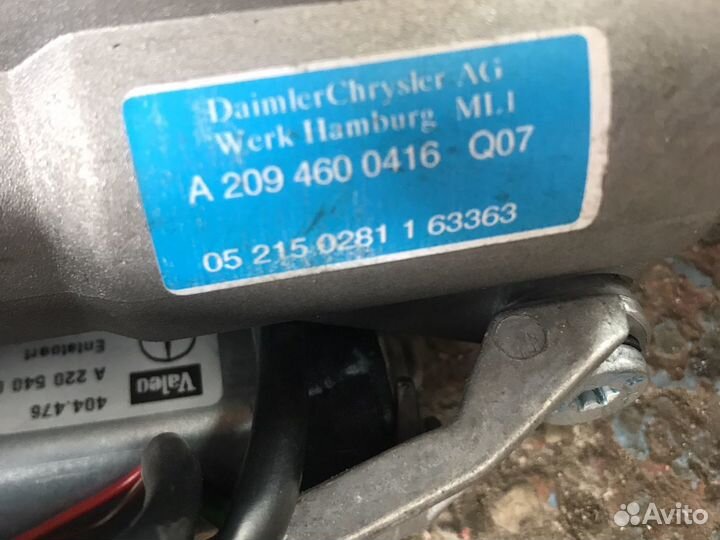 DaimlerChrysler AG
Werk Hamburg ML1
A 209 460 0416 Q07
05 215 0281 1 63363
404.476
Valeo
A 220 540
Entstoert
Avito